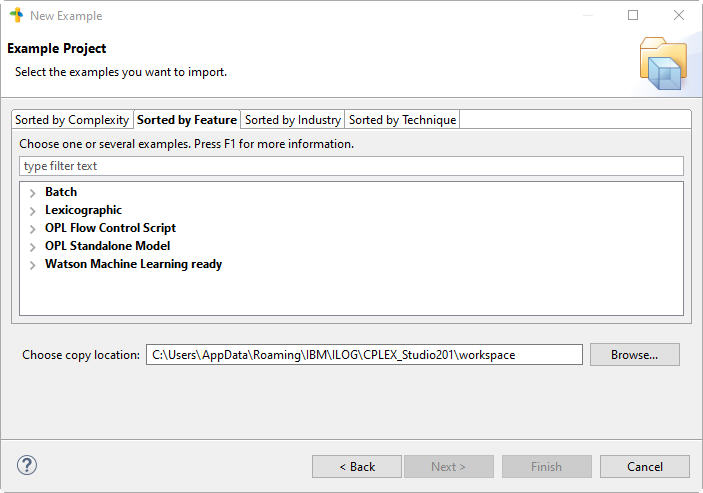 New Example
Example Project
Select the examples you want to import.
Sorted by Complexity Sorted by Feature Sorted by Industry Sorted by Technique
Choose one or several examples. Press F1 for more information.
type filter text
Batch
Lexicographic
OPL Flow Control Script
OPL Standalone Model
Watson Machine Learning ready
Choose copy location: C:\Users\AppData\Roaming\IBM\ILOG\CPLEX_Studio201\workspace Browse...
? < Back Next > Finish Cancel